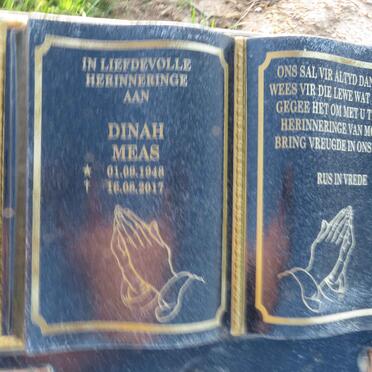 IN LIEFDEVOLLE
HERINNERINGE
AAN
DINAH
MEAS
★ 01.09.1948
† 16.08.2017
ONS SAL VIR ALTYD DAN
WEES VIR DIE LEWE WAT
GEGEE HET OM MET U T
HERINNERINGE VAN MO
BRING VREUGDE IN ONS
RUS IN VREDE